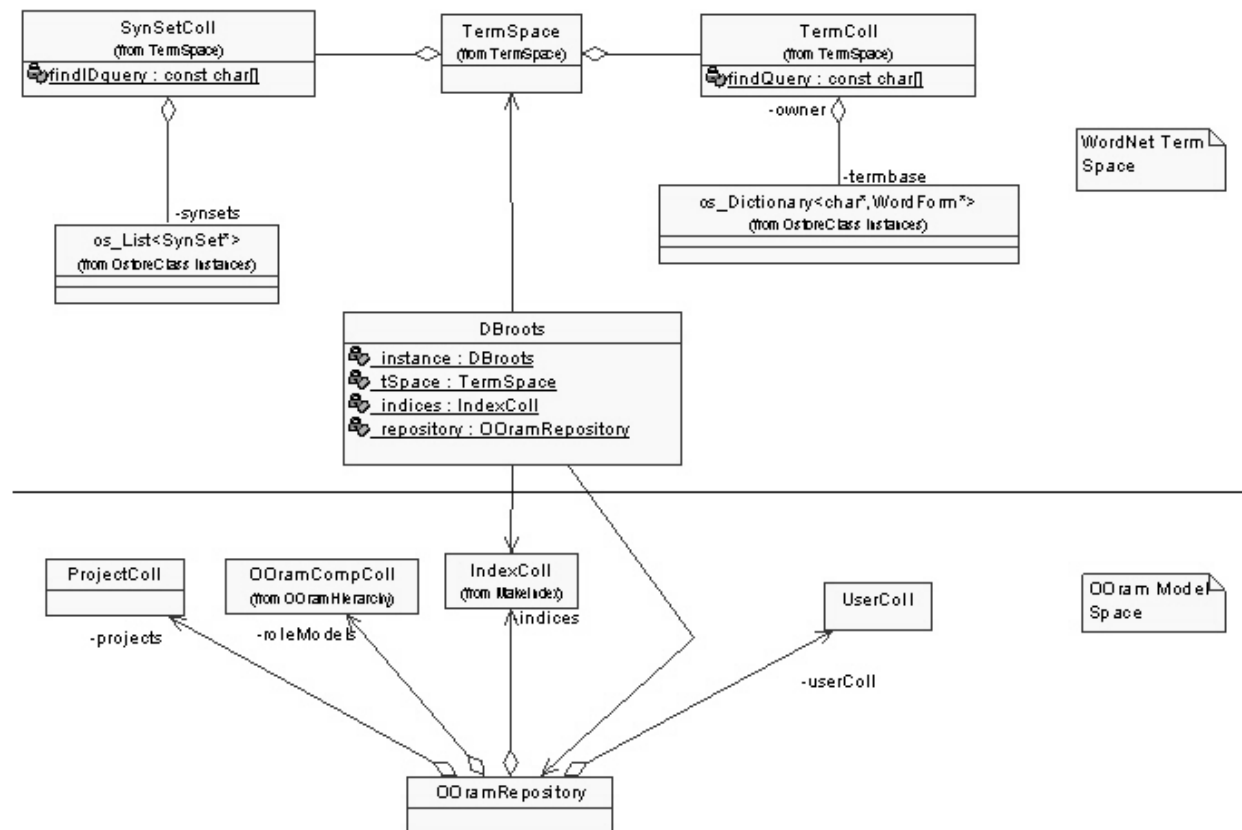 SynSetColl
(from TermSpace)
findIDquery : const char[]
TermSpace
(from TermSpace)
TermColl
(from TermSpace)
findQuery : const char[]
-owner
WordNet Term
Space
-termbase
os_Dictionary<char*,WordForm*>
(from OstoreClass Instances)
-synsets
os_List<SynSet*>
(from OstoreClass Instances)
DBroots
_instance : DBroots
_tSpace : TermSpace
_indices : IndexColl
_repository : OOramRepository
ProjectColl
OOramCompColl
(from OOramHierarchy)
IndexColl
(from MakeIndex)
UserColl
OOram Model
Space
-projects
-roleModels
\indices
-userColl
OOramRepository